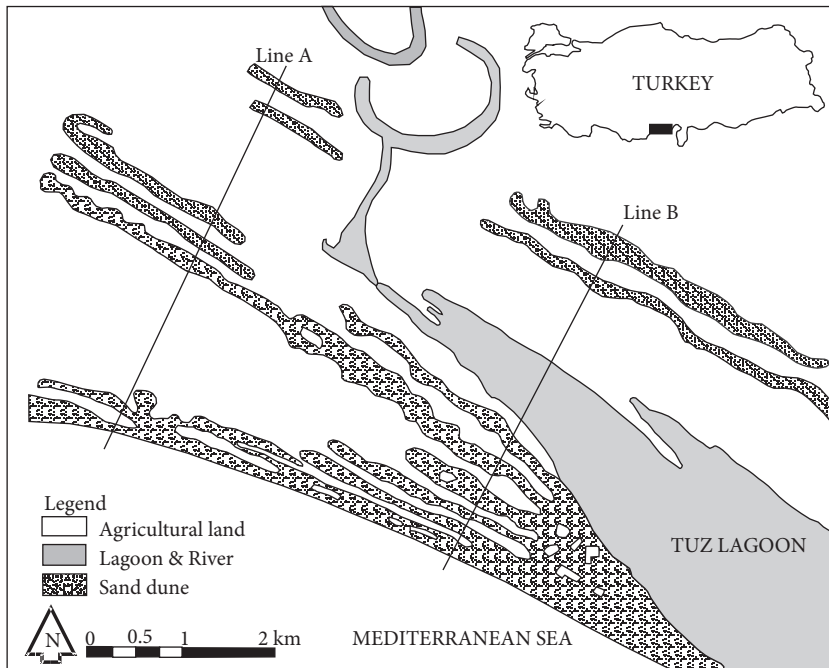 Line A
TURKEY
Line B
TUZ LAGOON
Legend
Agricultural land
Lagoon & River
Sand dune
N
0 0.5 1 2 km
MEDITERRANEAN SEA